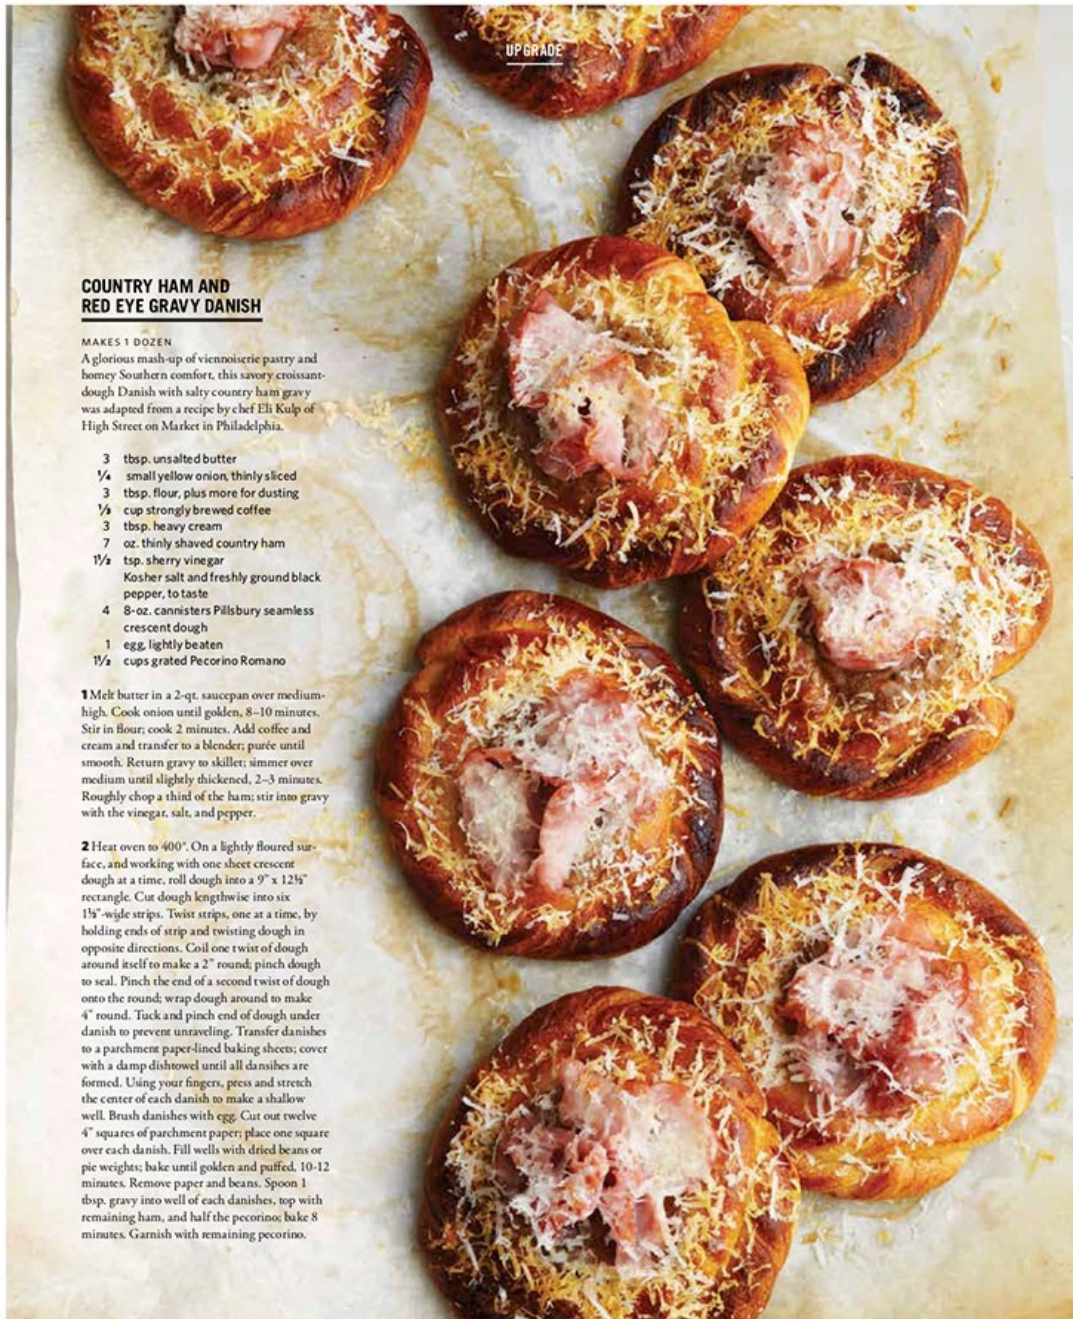 UPGRADE
COUNTRY HAM AND
RED EYE GRAVY DANISH
MAKES 1 DOZEN
A glorious mash-up of viennoiserie pastry and
homey Southern comfort, this savory croissant-
dough Danish with salty country ham gravy
was adapted from a recipe by chef Eli Kulp of
High Street on Market in Philadelphia.
3 tbsp. unsalted butter
¼ small yellow onion, thinly sliced
3 tbsp. flour, plus more for dusting
⅓ cup strongly brewed coffee
3 tbsp. heavy cream
7 oz. thinly shaved country ham
1½ tsp. sherry vinegar
Kosher salt and freshly ground black
pepper, to taste
4 8-oz. cannisters Pillsbury seamless
crescent dough
1 egg, lightly beaten
1½ cups grated Pecorino Romano
1 Melt butter in a 2-qt. saucepan over medium-
high. Cook onion until golden, 8–10 minutes.
Stir in flour; cook 2 minutes. Add coffee and
cream and transfer to a blender; purée until
smooth. Return gravy to skillet; simmer over
medium until slightly thickened, 2–3 minutes.
Roughly chop a third of the ham; stir into gravy
with the vinegar, salt, and pepper.
2 Heat oven to 400°. On a lightly floured sur-
face, and working with one sheet crescent
dough at a time, roll dough into a 9" x 12½"
rectangle. Cut dough lengthwise into six
1½"-wide strips. Twist strips, one at a time, by
holding ends of strip and twisting dough in
opposite directions. Coil one twist of dough
around itself to make a 2" round; pinch dough
to seal. Pinch the end of a second twist of dough
onto the round; wrap dough around to make
4" round. Tuck and pinch end of dough under
danish to prevent unraveling. Transfer danishes
to a parchment paper-lined baking sheets; cover
with a damp dishtowel until all dansihes are
formed. Using your fingers, press and stretch
the center of each danish to make a shallow
well. Brush danishes with egg. Cut out twelve
4" squares of parchment paper; place one square
over each danish. Fill wells with dried beans or
pie weights; bake until golden and puffed, 10-12
minutes. Remove paper and beans. Spoon 1
tbsp. gravy into well of each danishes, top with
remaining ham, and half the pecorino; bake 8
minutes. Garnish with remaining pecorino.